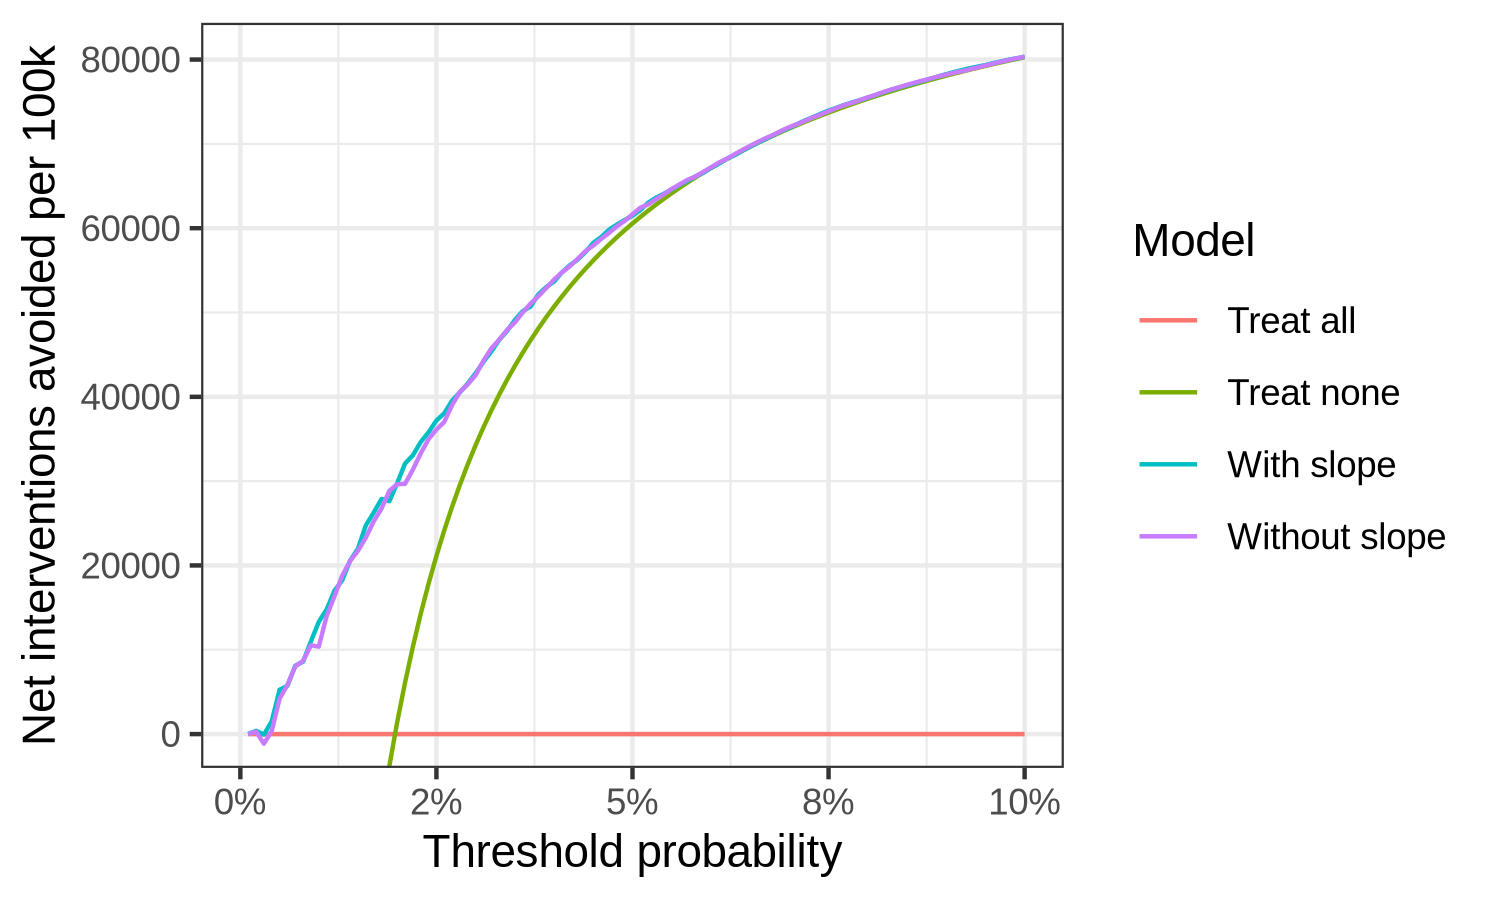 Net interventions avoided per 100k
80000
60000
40000
20000
0
0%
2%
5%
8%
10%
Threshold probability
Model
Treat all
Treat none
With slope
Without slope